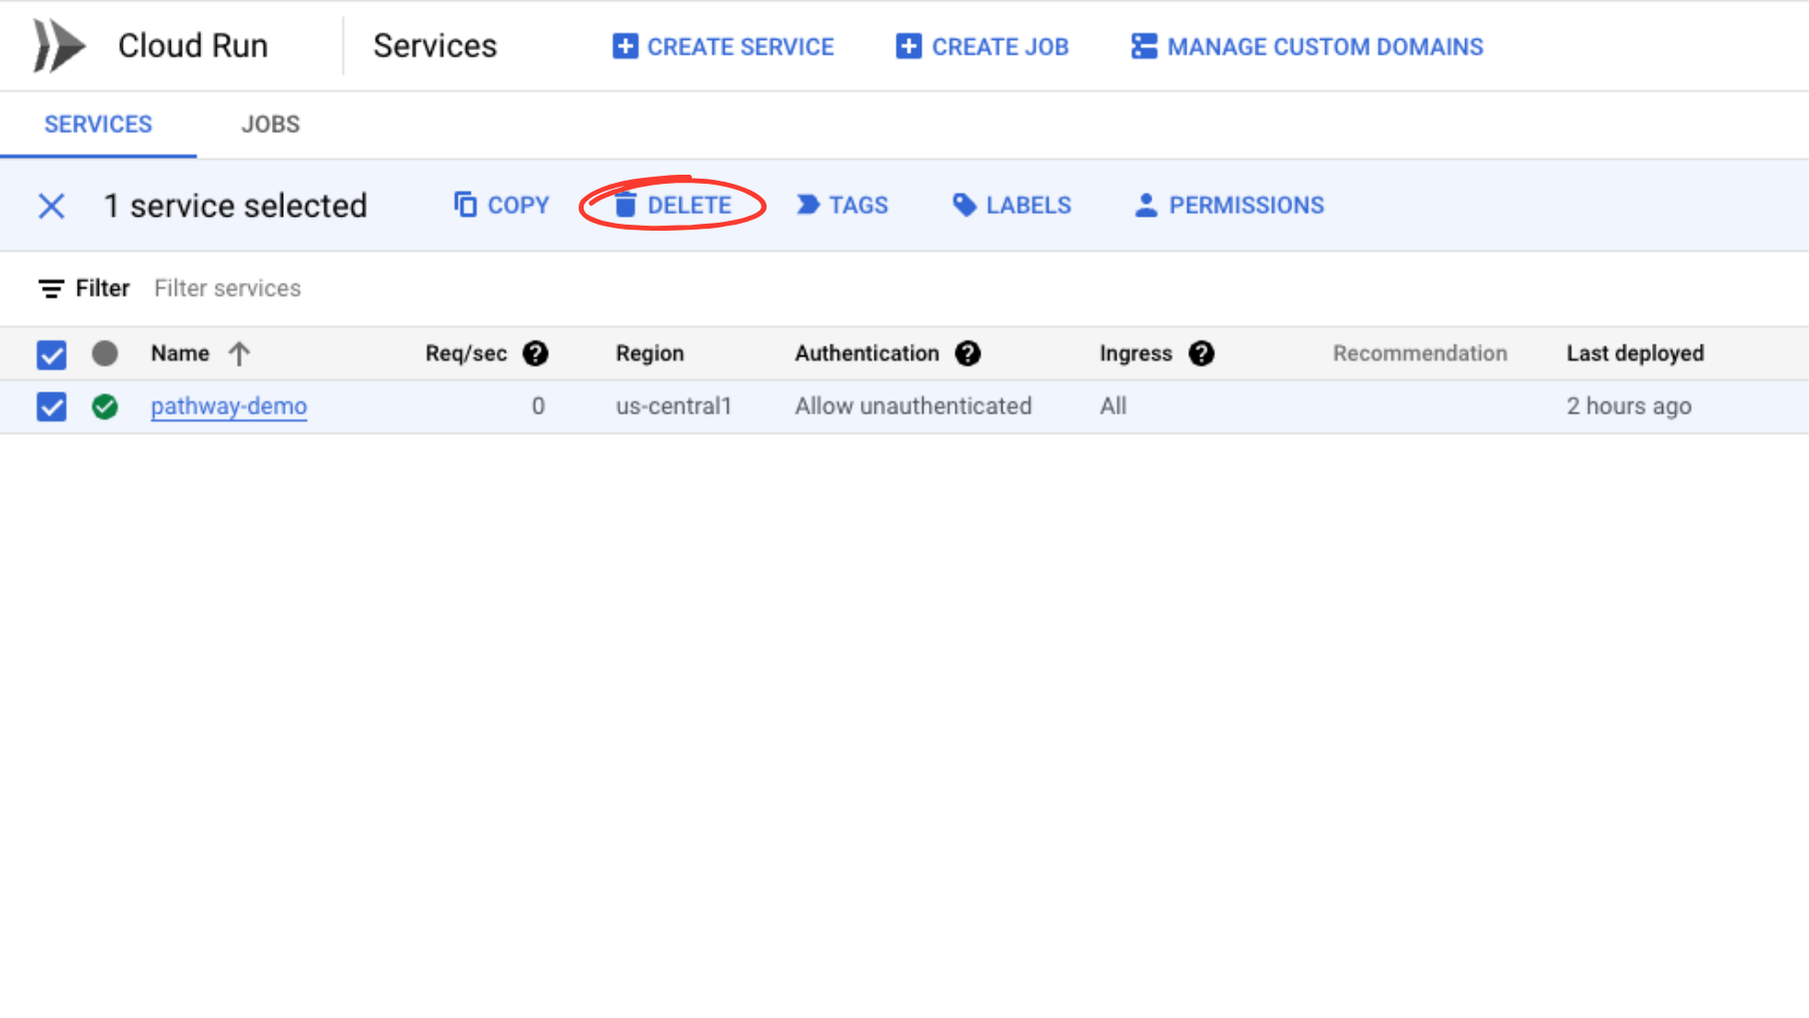 Cloud Run Services CREATE SERVICE CREATE JOB MANAGE CUSTOM DOMAINS
SERVICES JOBS
1 service selected COPY DELETE TAGS LABELS PERMISSIONS
Filter Filter services
Name Req/sec ? Region Authentication ? Ingress ? Recommendation Last deployed
pathway-demo 0 us-central1 Allow unauthenticated All 2 hours ago